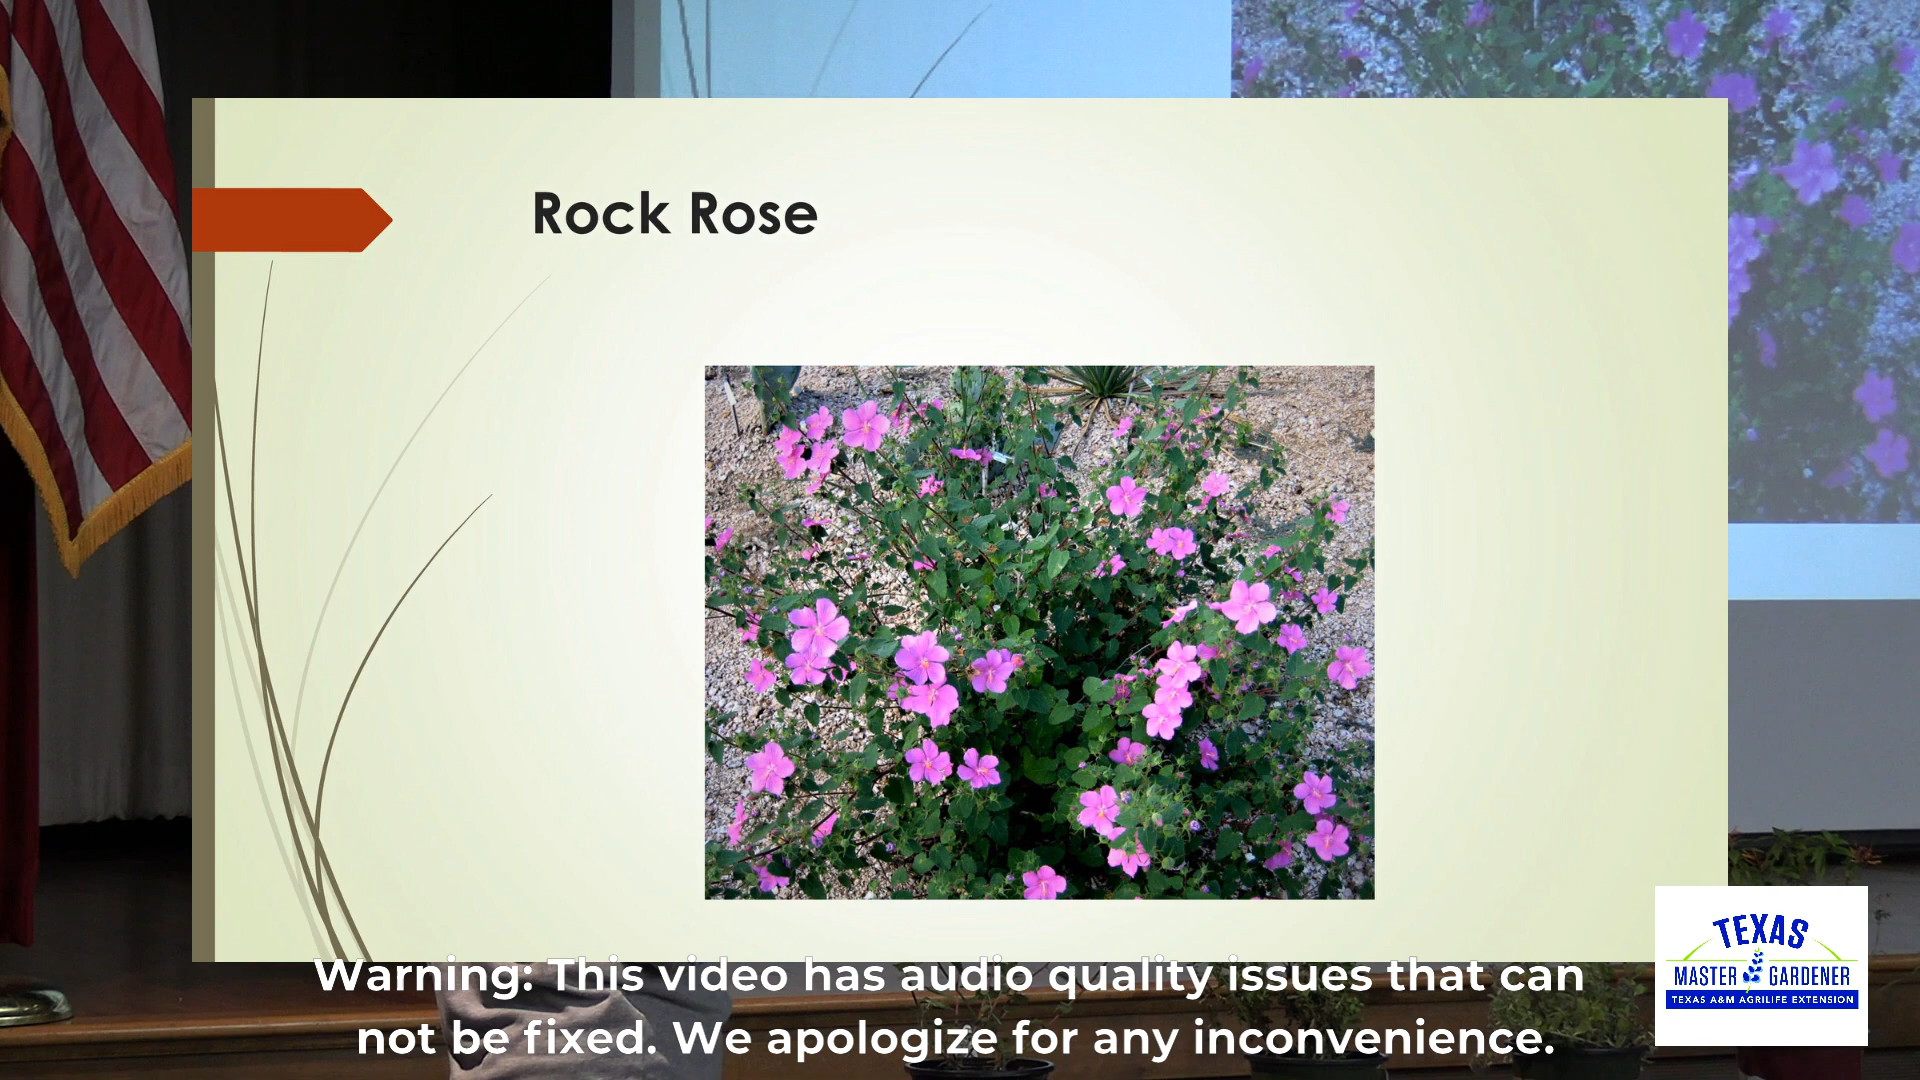 Rock Rose
Warning: This video has audio quality issues that can
not be fixed. We apologize for any inconvenience.
TEXAS
MASTER GARDENER
TEXAS A&M AGRILIFE EXTENSION